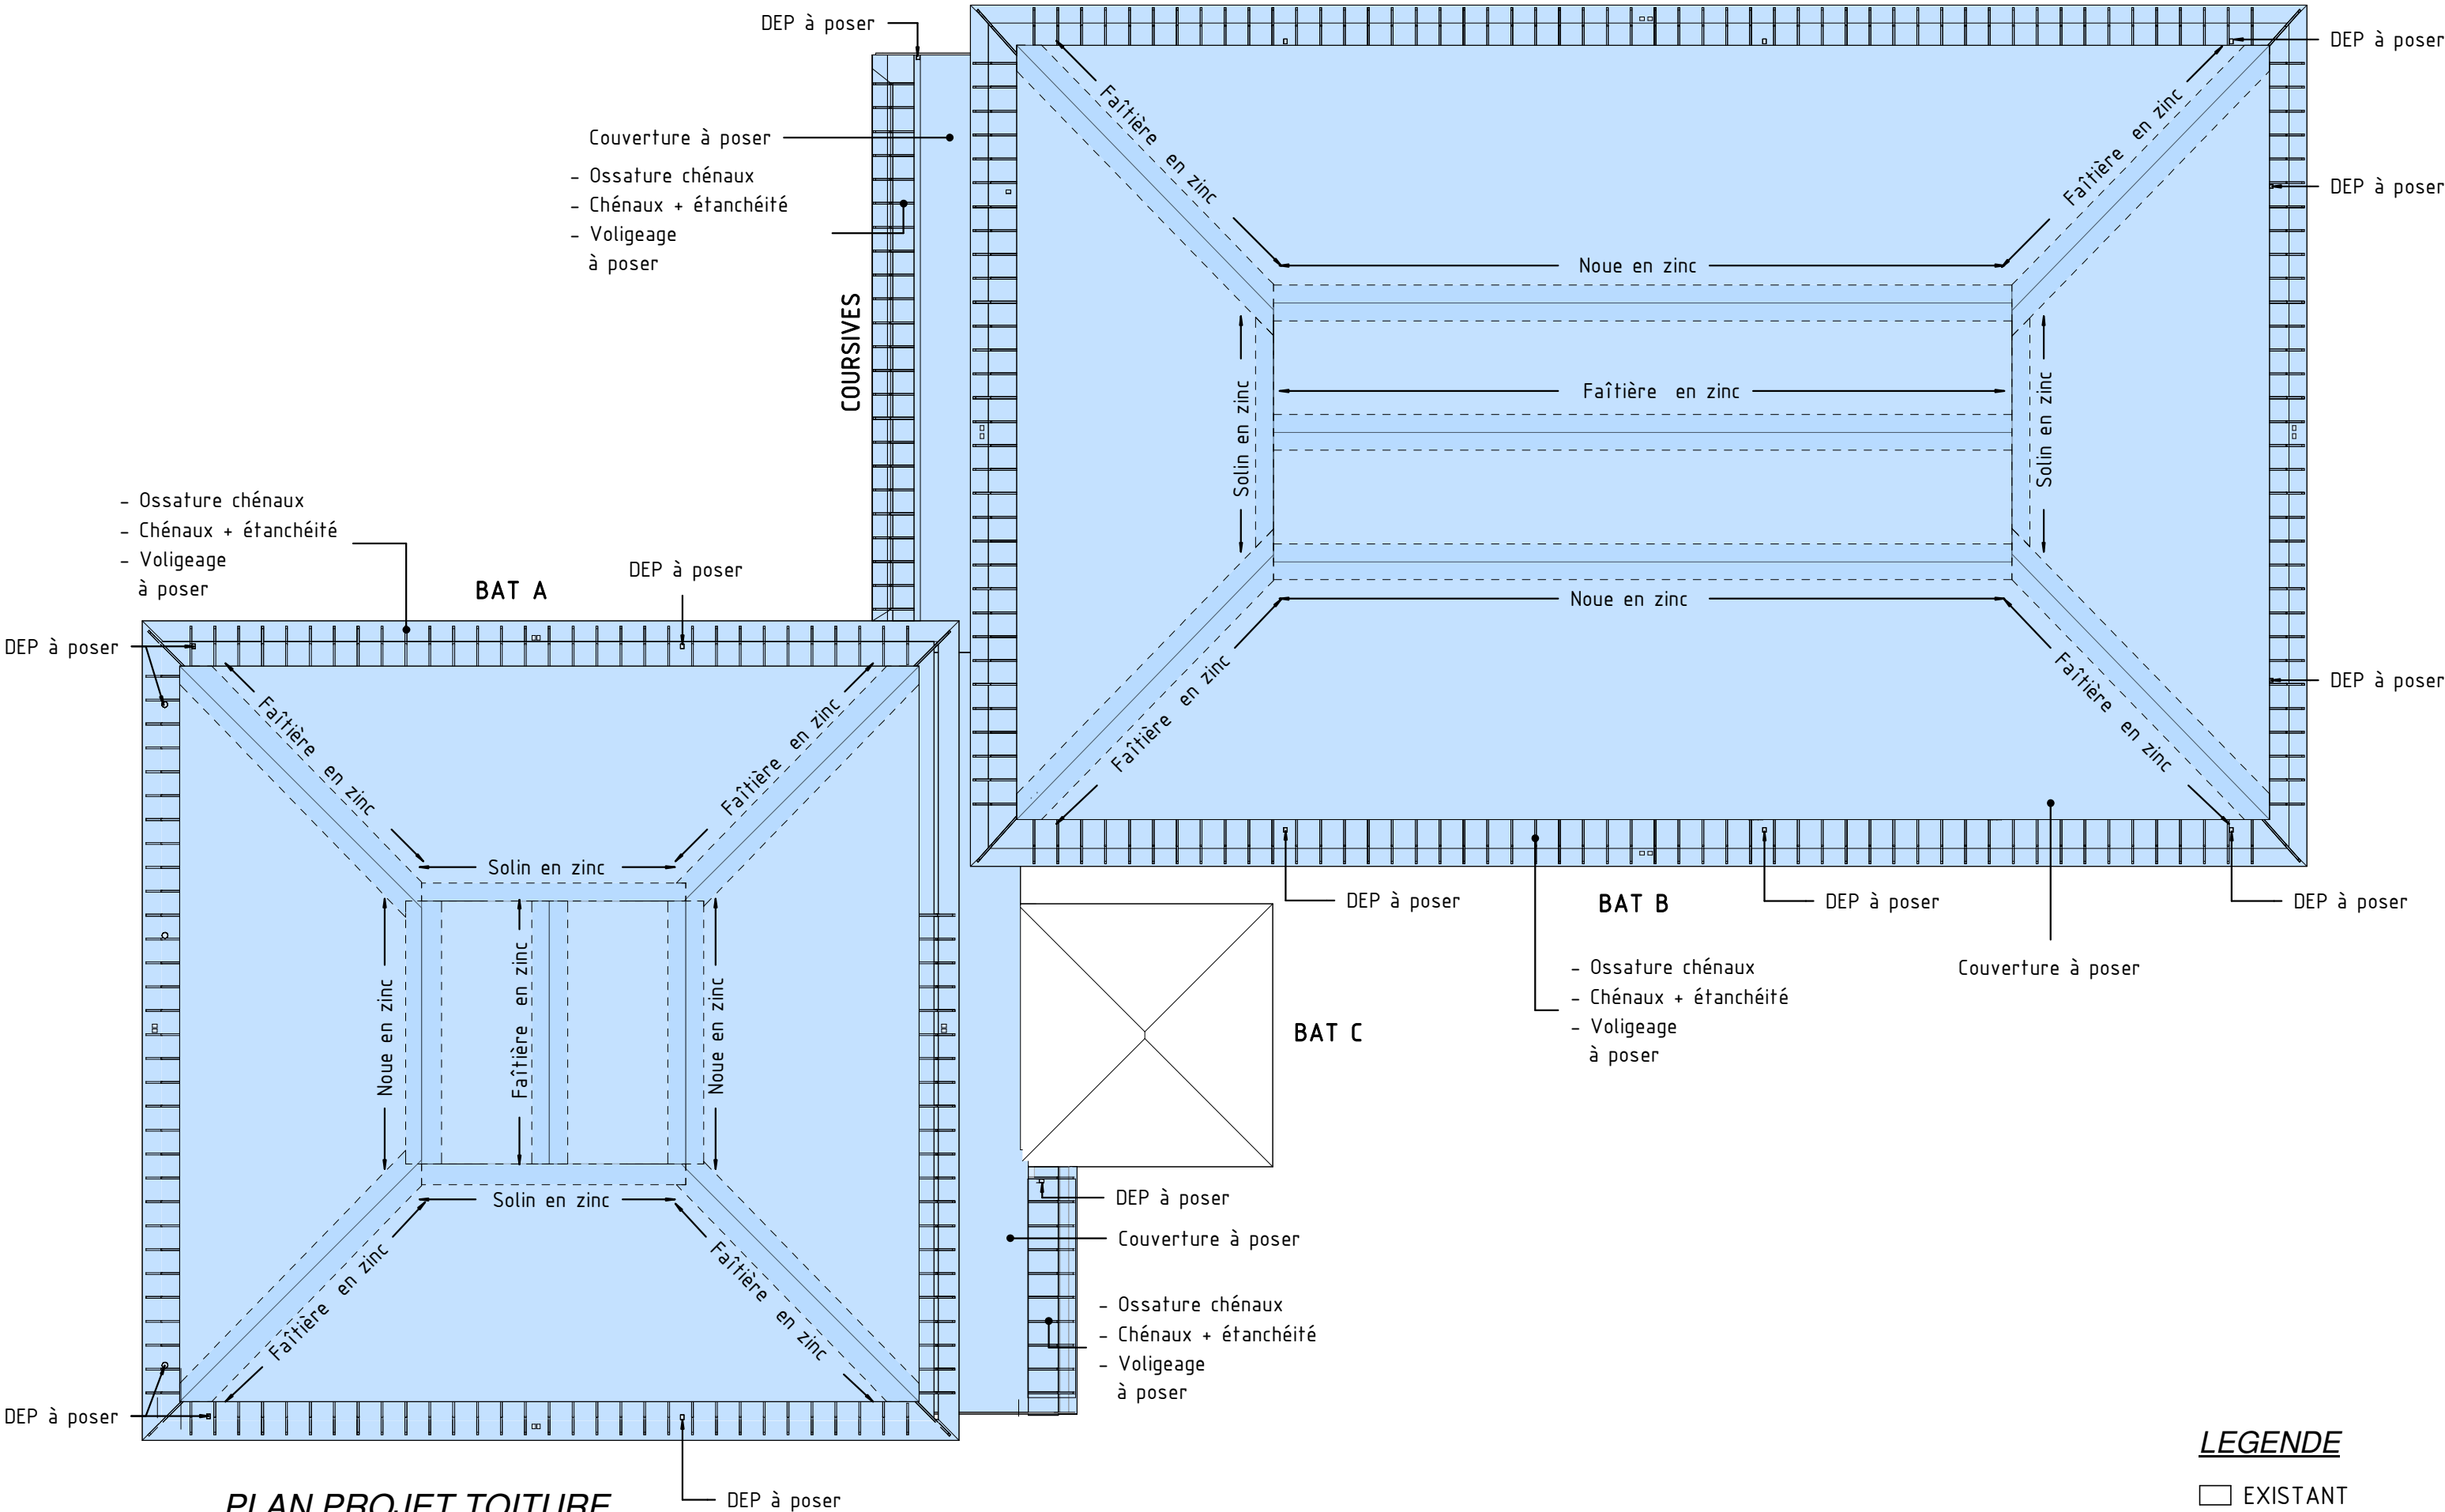 DEP à poser
DEP à poser
Couverture à poser
- Ossature chénaux
- Chénaux + étanchéité
- Voligeage
à poser
Faîtière en zinc
Faîtière en zinc
DEP à poser
Noue en zinc
COURSIVES
Solin en zinc
Faîtière en zinc
Solin en zinc
- Ossature chénaux
- Chénaux + étanchéité
- Voligeage
à poser
BAT A
DEP à poser
Noue en zinc
DEP à poser
Faîtière en zinc
Faîtière en zinc
DEP à poser
Faîtière en zinc
Faîtière en zinc
Solin en zinc
DEP à poser
BAT B
DEP à poser
DEP à poser
Noue en zinc
Faîtière en zinc
Noue en zinc
BAT C
- Ossature chénaux
- Chénaux + étanchéité
- Voligeage
à poser
Couverture à poser
Solin en zinc
DEP à poser
Couverture à poser
Faîtière en zinc
Faîtière en zinc
- Ossature chénaux
- Chénaux + étanchéité
- Voligeage
à poser
DEP à poser
LEGENDE
EXISTANT
PLAN PROJET TOITURE
DEP à poser